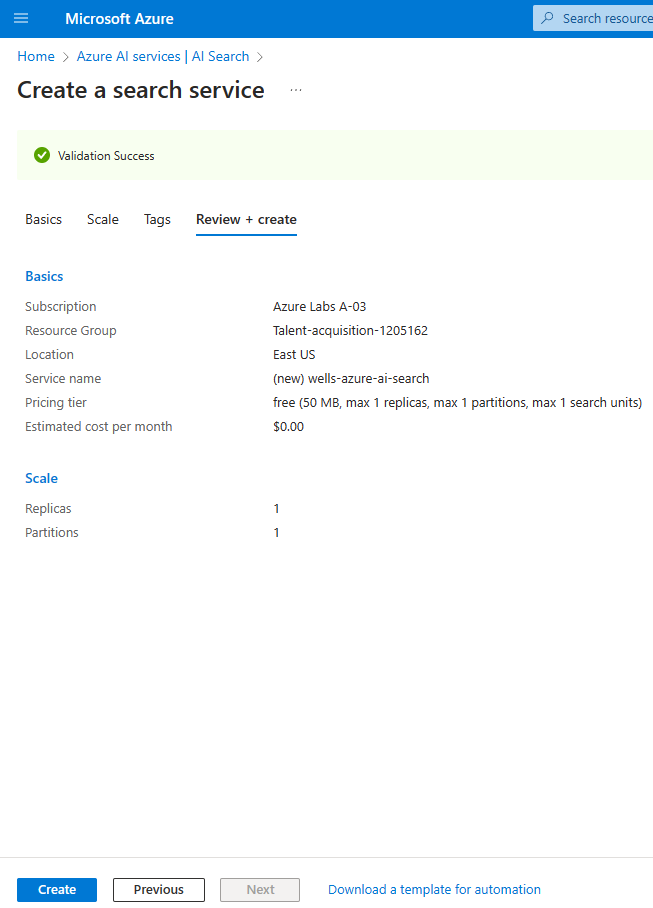 Microsoft Azure
Search resource
Home > Azure AI services | AI Search >
Create a search service ...
Validation Success
Basics Scale Tags Review + create
Basics
Subscription Azure Labs A-03
Resource Group Talent-acquisition-1205162
Location East US
Service name (new) wells-azure-ai-search
Pricing tier free (50 MB, max 1 replicas, max 1 partitions, max 1 search units)
Estimated cost per month $0.00
Scale
Replicas 1
Partitions 1
Create Previous Next Download a template for automation